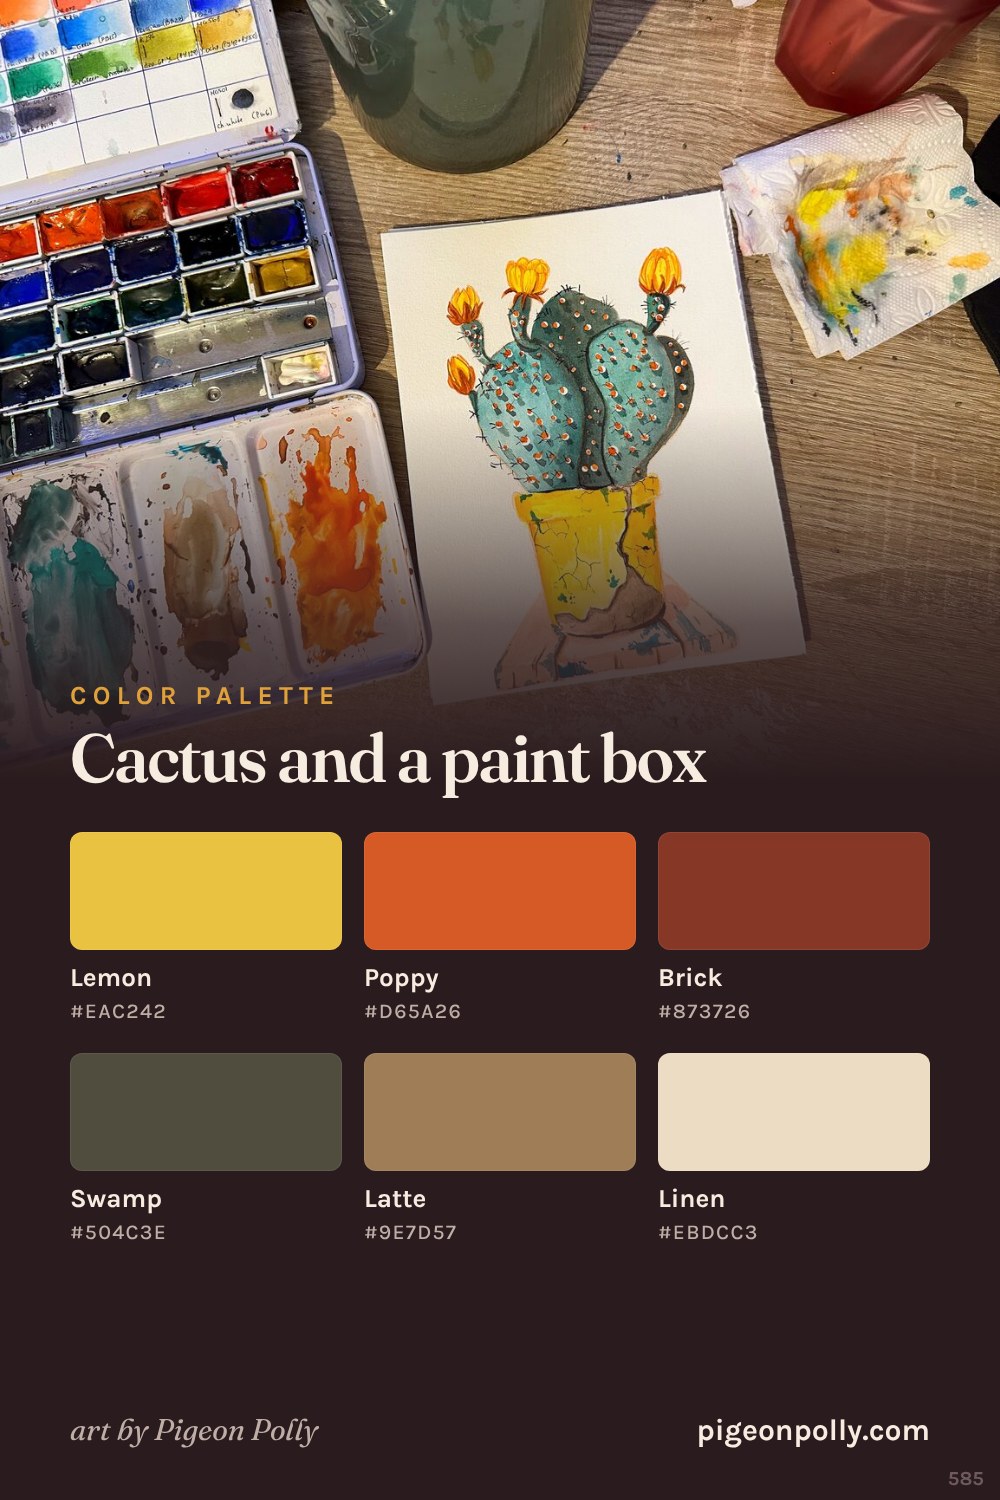 COLOR PALETTE
Cactus and a paint box
Lemon
#EAC242
Poppy
#D65A26
Brick
#873726
Swamp
#504C3E
Latte
#9E7D57
Linen
#EBDCC3
art by Pigeon Polly
pigeonpolly.com
585